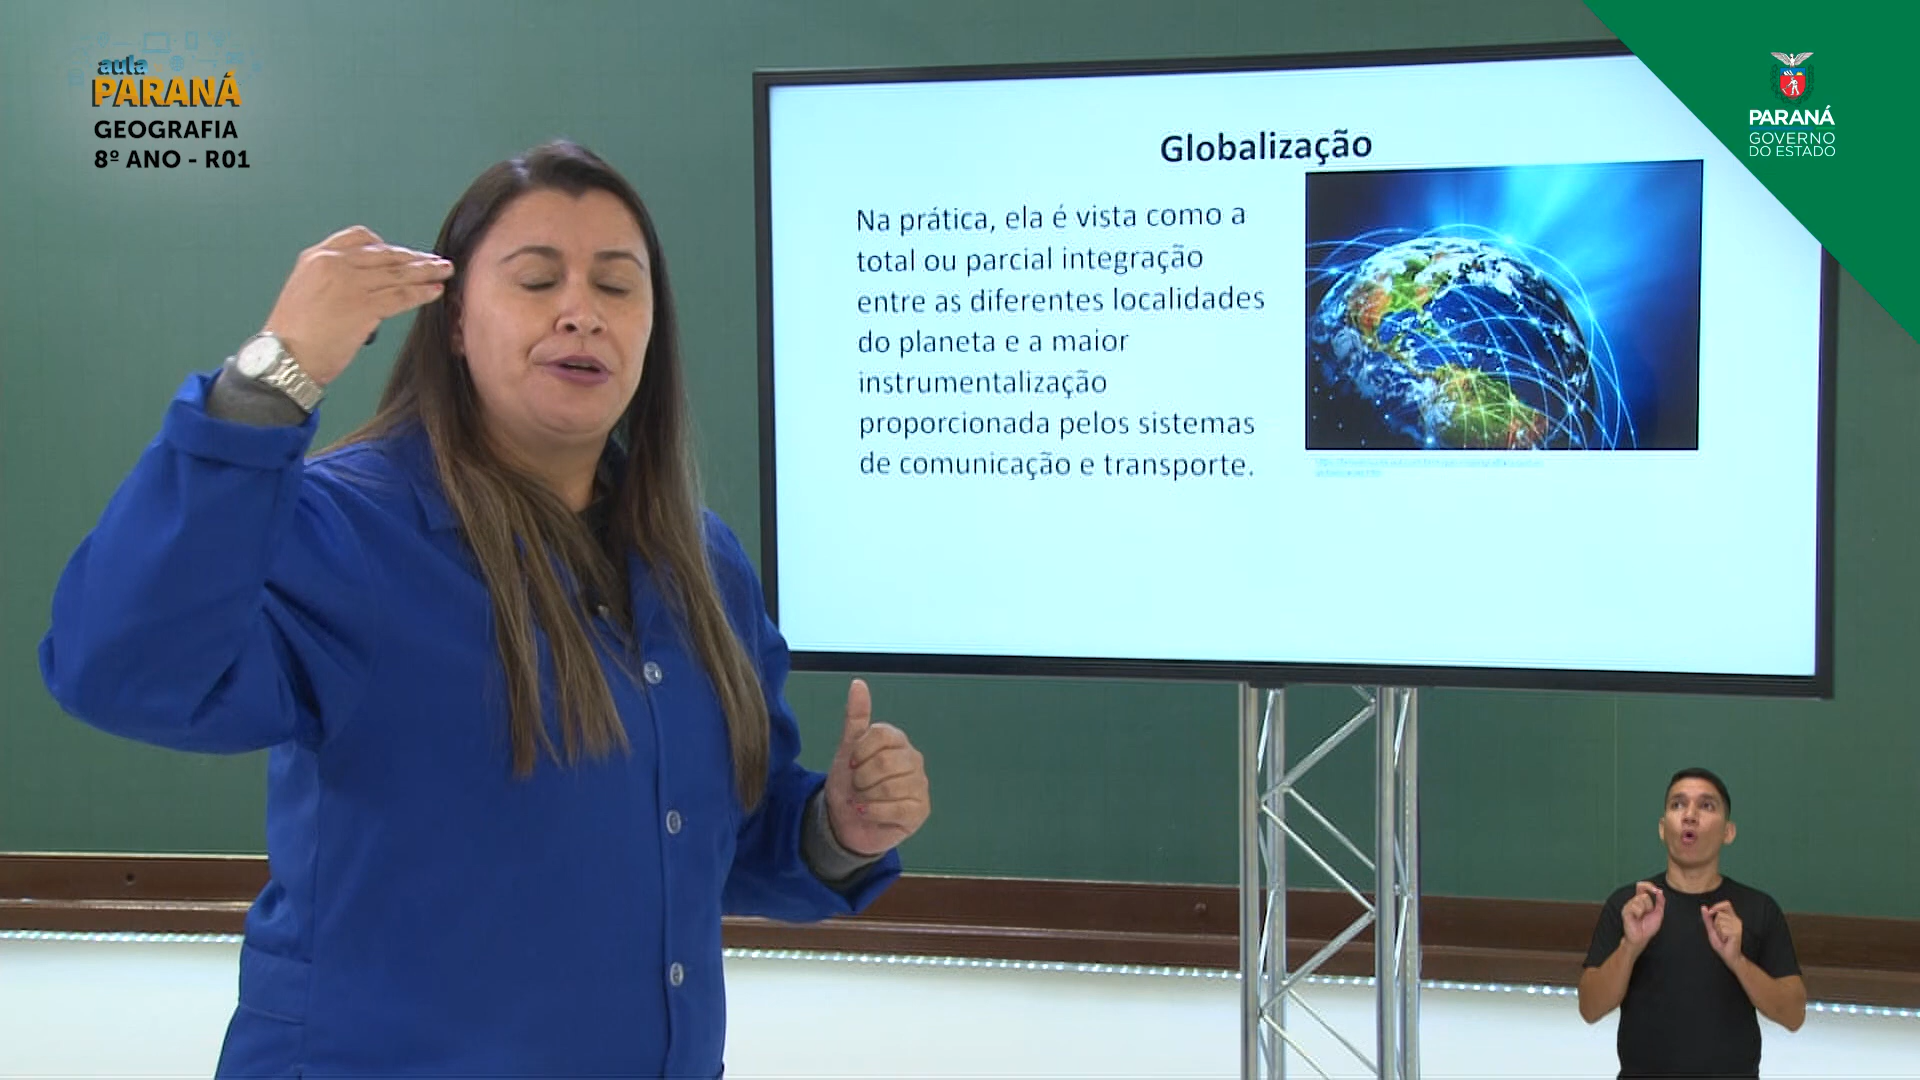 aula
PARANÁ
GEOGRAFIA
8º ANO - R01
PARANÁ
GOVERNO
DO ESTADO
Globalização
Na prática, ela é vista como a
total ou parcial integração
entre as diferentes localidades
do planeta e a maior
instrumentalização
proporcionada pelos sistemas
de comunicação e transporte.